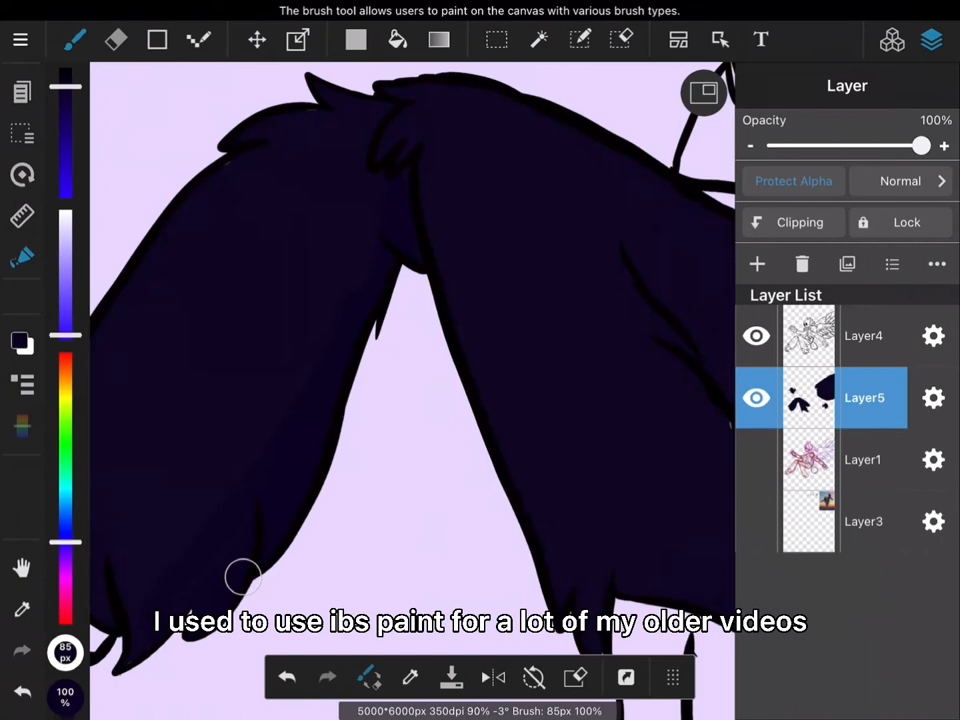 The brush tool allows users to paint on the canvas with various brush types.
T
Layer
Opacity 100%
- +
Protect Alpha Normal
Clipping Lock
Layer List
Layer4
Layer5
Layer1
Layer3
I used to use ibs paint for a lot of my older videos
85
px
100
%
5000*6000px 350dpi 90% -3° Brush: 85px 100%